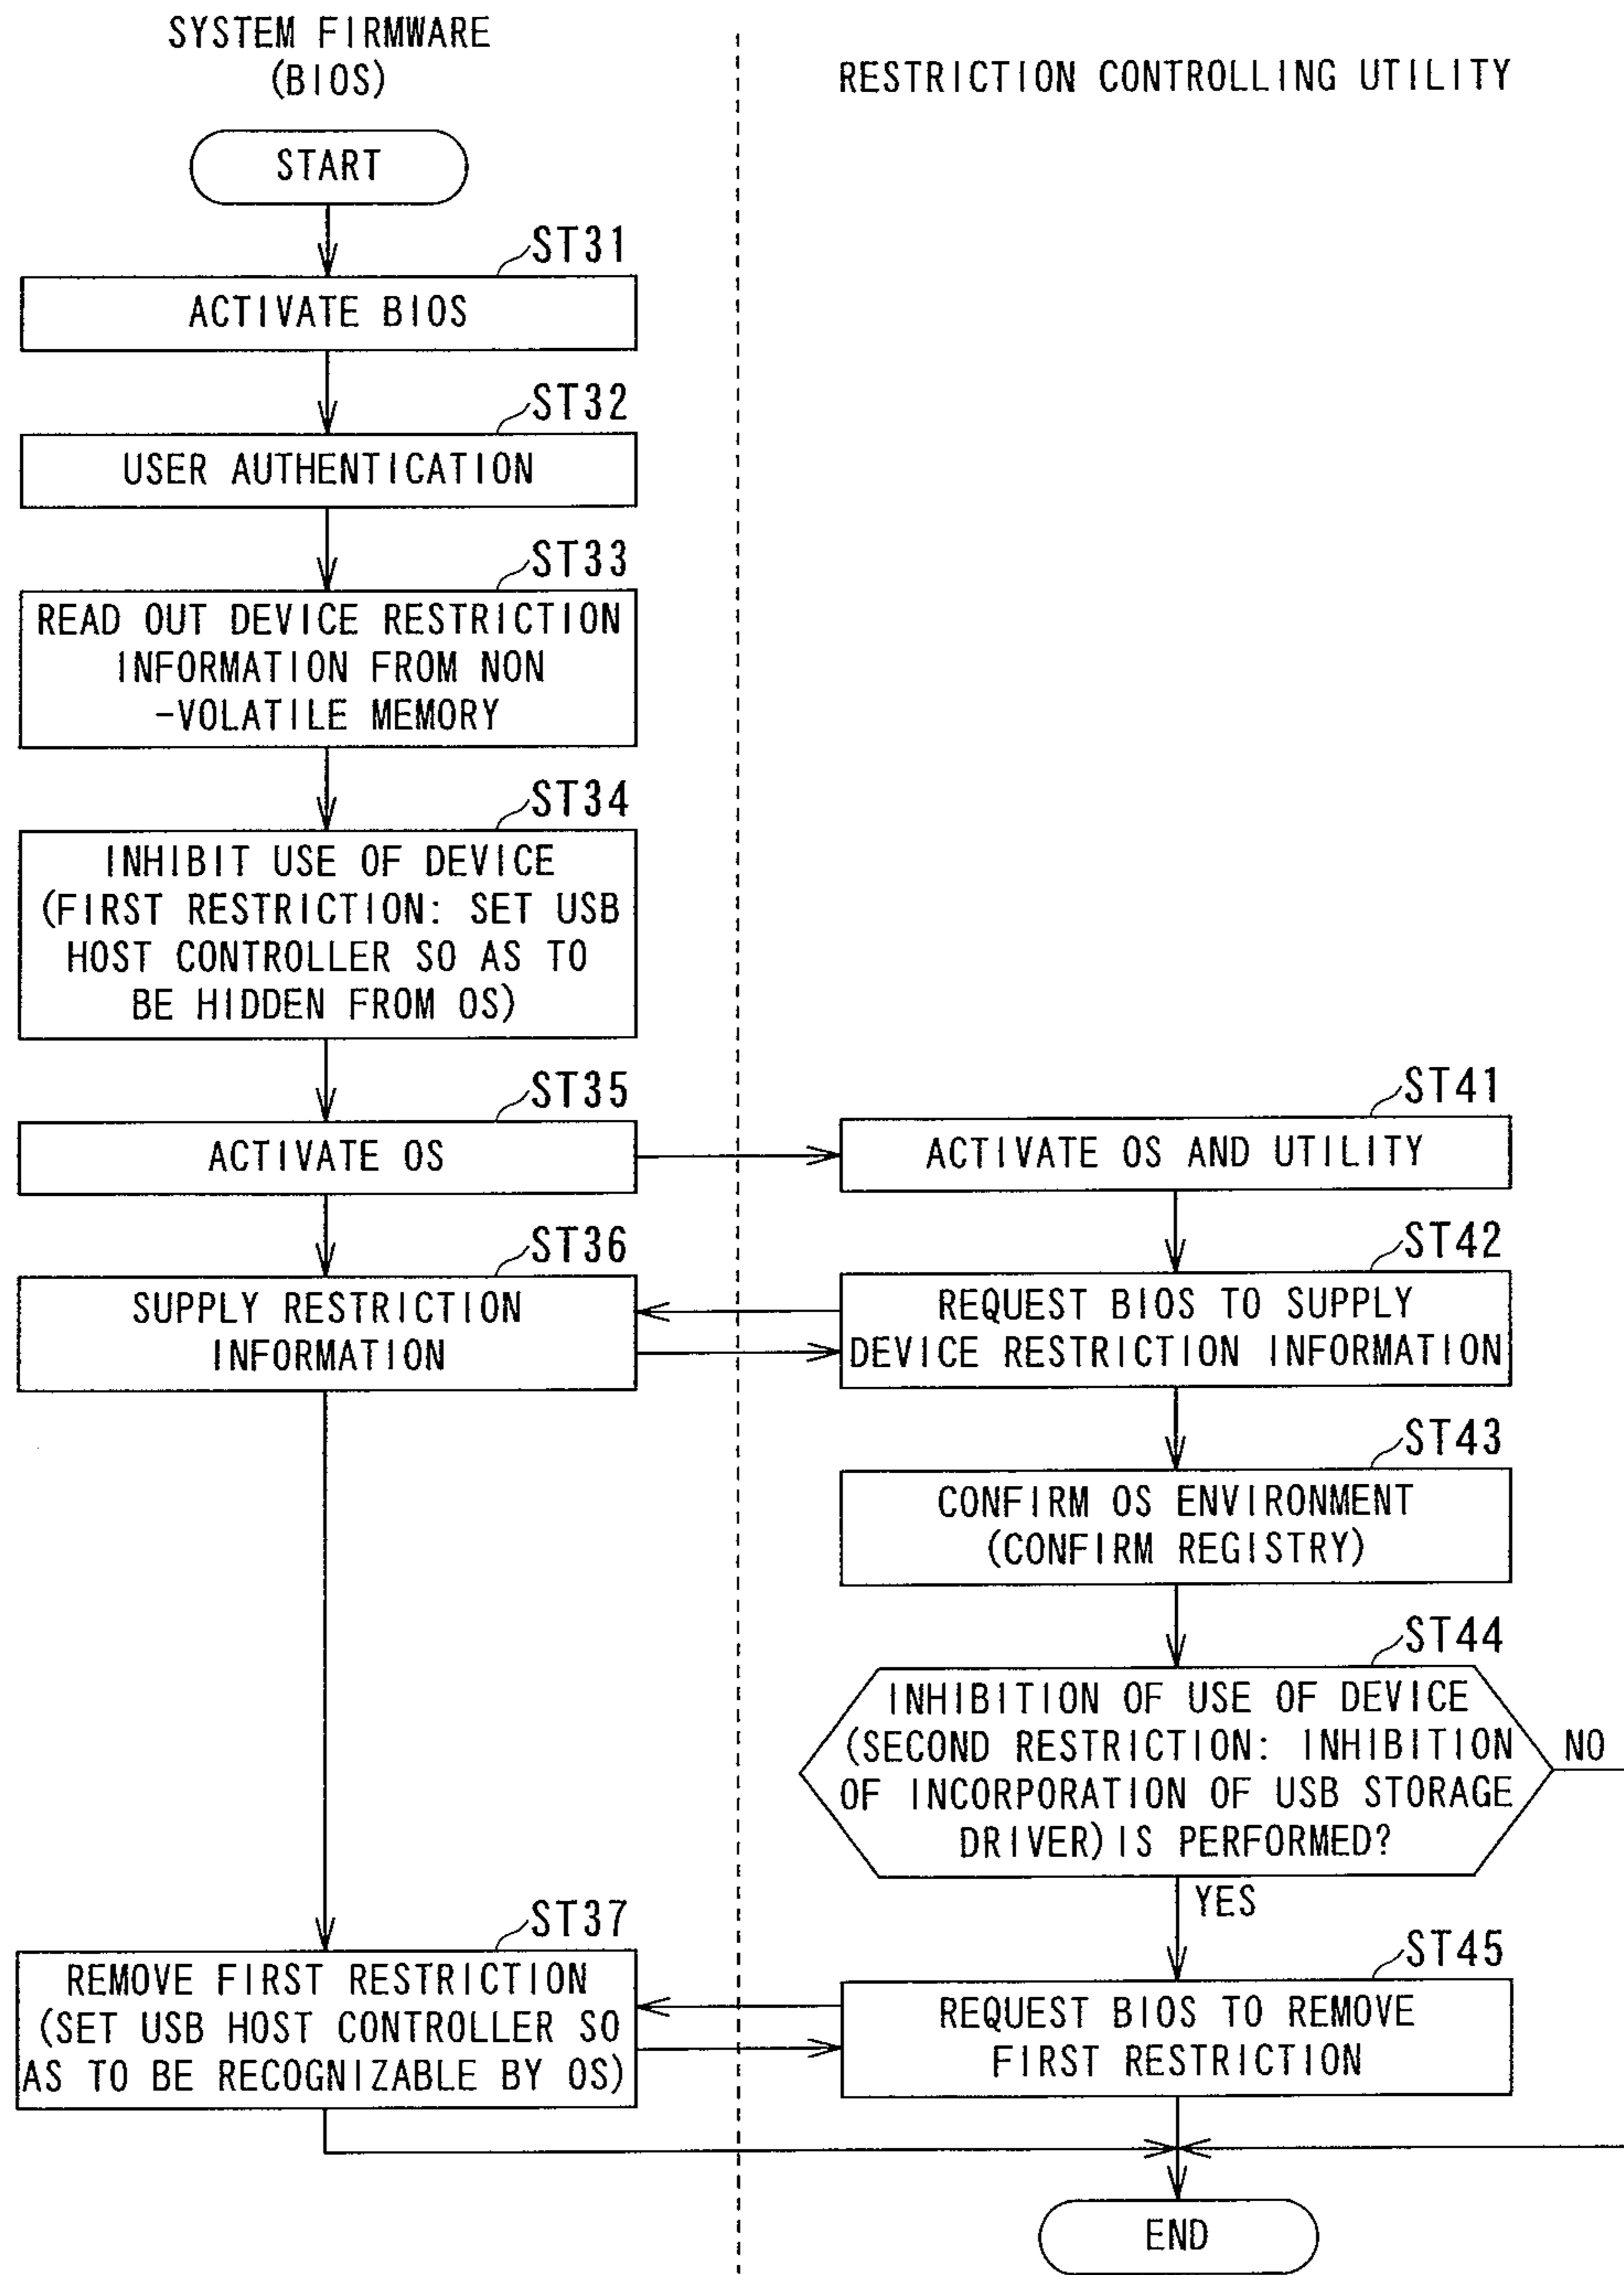 SYSTEM FIRMWARE
(BIOS)
RESTRICTION CONTROLLING UTILITY
START
ST31
ACTIVATE BIOS
ST32
USER AUTHENTICATION
ST33
READ OUT DEVICE RESTRICTION
INFORMATION FROM NON
-VOLATILE MEMORY
ST34
INHIBIT USE OF DEVICE
(FIRST RESTRICTION: SET USB
HOST CONTROLLER SO AS TO
BE HIDDEN FROM OS)
ST35
ACTIVATE OS
ST41
ACTIVATE OS AND UTILITY
ST36
SUPPLY RESTRICTION
INFORMATION
ST42
REQUEST BIOS TO SUPPLY
DEVICE RESTRICTION INFORMATION
ST43
CONFIRM OS ENVIRONMENT
(CONFIRM REGISTRY)
ST44
INHIBITION OF USE OF DEVICE
(SECOND RESTRICTION: INHIBITION
OF INCORPORATION OF USB STORAGE
DRIVER) IS PERFORMED?
NO
YES
ST37
REMOVE FIRST RESTRICTION
(SET USB HOST CONTROLLER SO
AS TO BE RECOGNIZABLE BY OS)
ST45
REQUEST BIOS TO REMOVE
FIRST RESTRICTION
END